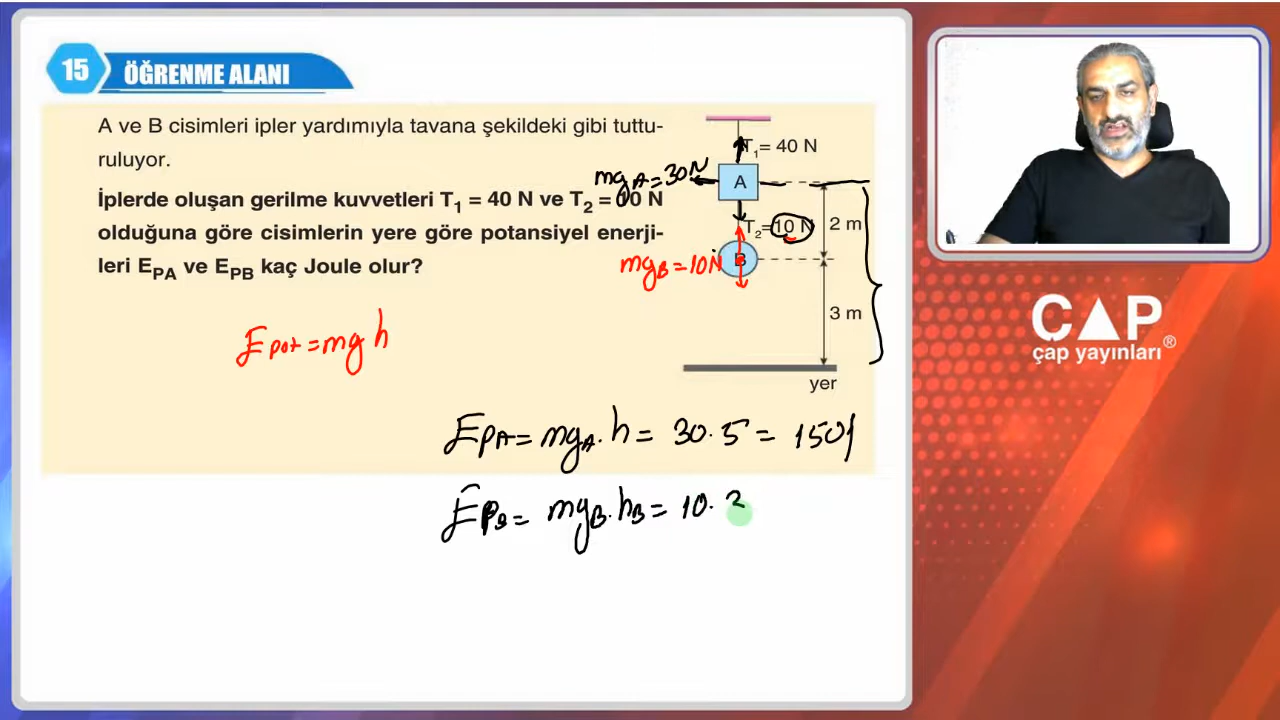 15 ÖĞRENME ALANI
A ve B cisimleri ipler yardımıyla tavana şekildeki gibi tuttu-
ruluyor.
İplerde oluşan gerilme kuvvetleri T1 = 40 N ve T2 = 10 N
olduğuna göre cisimlerin yere göre potansiyel enerji-
leri EPA ve EPB kaç Joule olur?
T1= 40 N
mgA = 30N
A
T2= 10 N
2 m
mgB = 10N
B
3 m
yer
Epot = mg h
EPA = mgA . h = 30 . 5 = 150 J
EPB = mgB . hB = 10 . 3
ÇAP®
çap yayınları